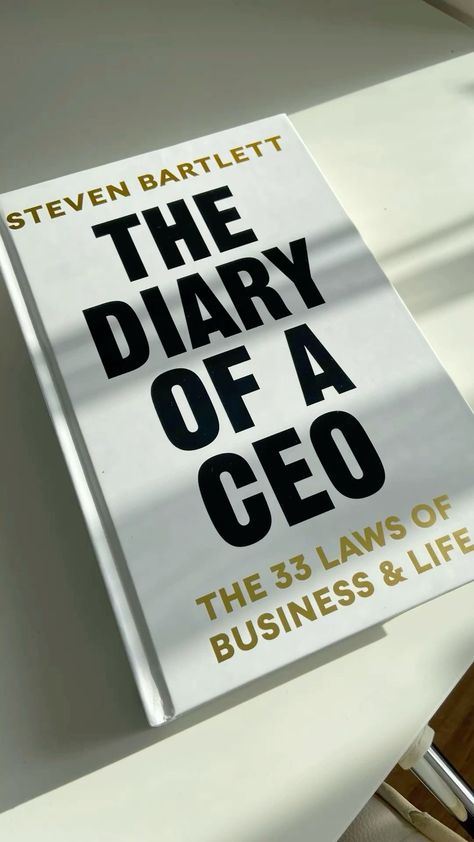 STEVEN BARTLETT
THE
DIARY
OF A
CEO
THE 33 LAWS OF
BUSINESS & LIFE